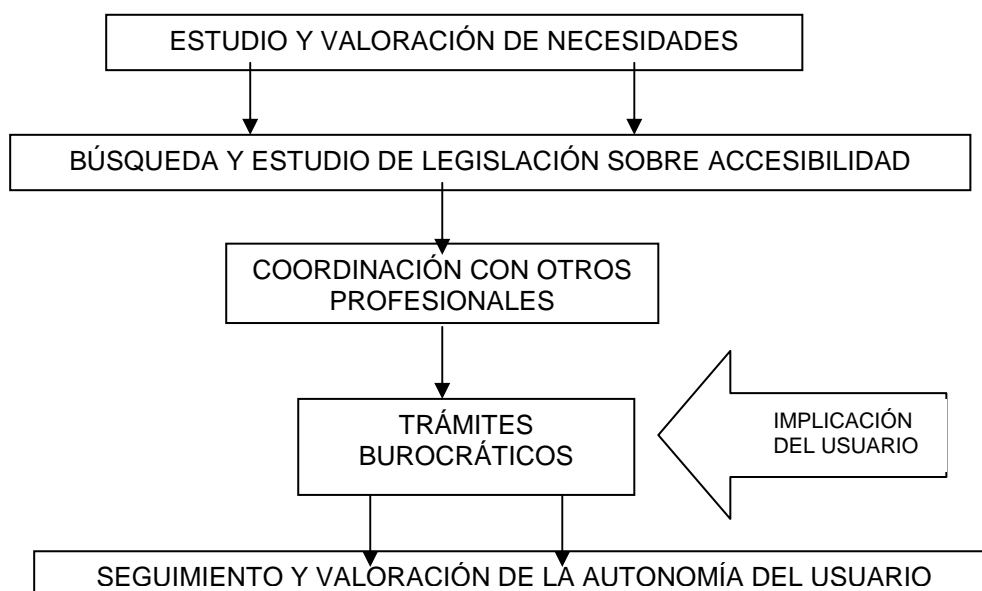 ESTUDIO Y VALORACIÓN DE NECESIDADES
BÚSQUEDA Y ESTUDIO DE LEGISLACIÓN SOBRE ACCESIBILIDAD
COORDINACIÓN CON OTROS
PROFESIONALES
TRÁMITES
BUROCRÁTICOS
IMPLICACIÓN
DEL USUARIO
SEGUIMIENTO Y VALORACIÓN DE LA AUTONOMÍA DEL USUARIO